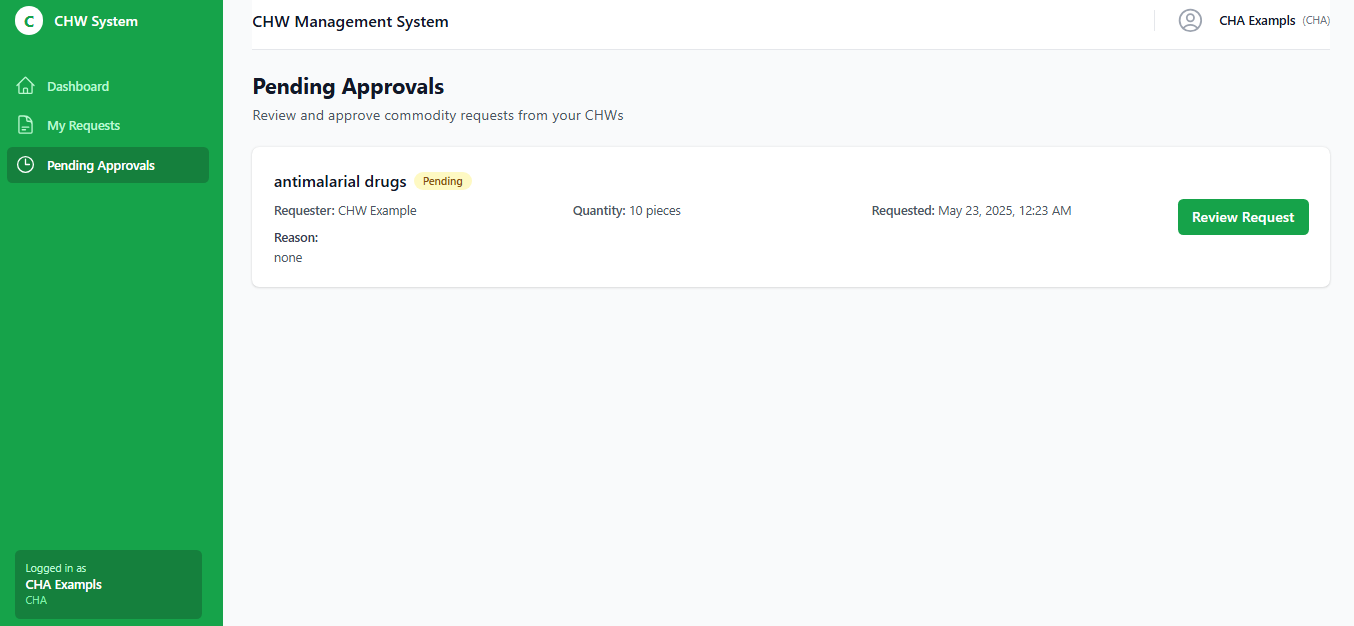 C CHW System
CHW Management System
CHA Exampls (CHA)
Dashboard
My Requests
Pending Approvals
Pending Approvals
Review and approve commodity requests from your CHWs
antimalarial drugs Pending
Requester: CHW Example Quantity: 10 pieces Requested: May 23, 2025, 12:23 AM
Reason:
none
Review Request
Logged in as
CHA Exampls
CHA